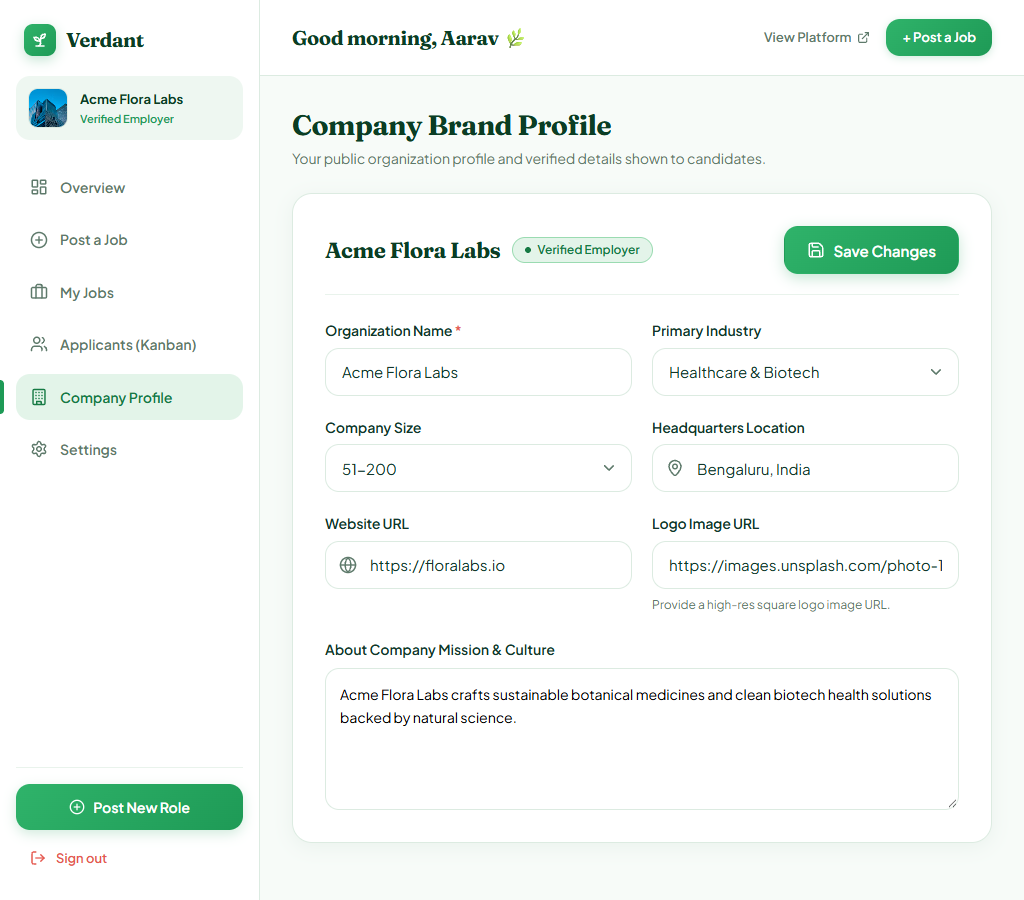 Verdant
Acme Flora Labs
Verified Employer
Overview
Post a Job
My Jobs
Applicants (Kanban)
Company Profile
Settings
Post New Role
Sign out
Good morning, Aarav 🌿
View Platform
+ Post a Job
Company Brand Profile
Your public organization profile and verified details shown to candidates.
Acme Flora Labs
Verified Employer
Save Changes
Organization Name *
Primary Industry
Acme Flora Labs
Healthcare & Biotech
Company Size
Headquarters Location
51–200
Bengaluru, India
Website URL
Logo Image URL
https://floralabs.io
https://images.unsplash.com/photo-1
Provide a high-res square logo image URL.
About Company Mission & Culture
Acme Flora Labs crafts sustainable botanical medicines and clean biotech health solutions
backed by natural science.